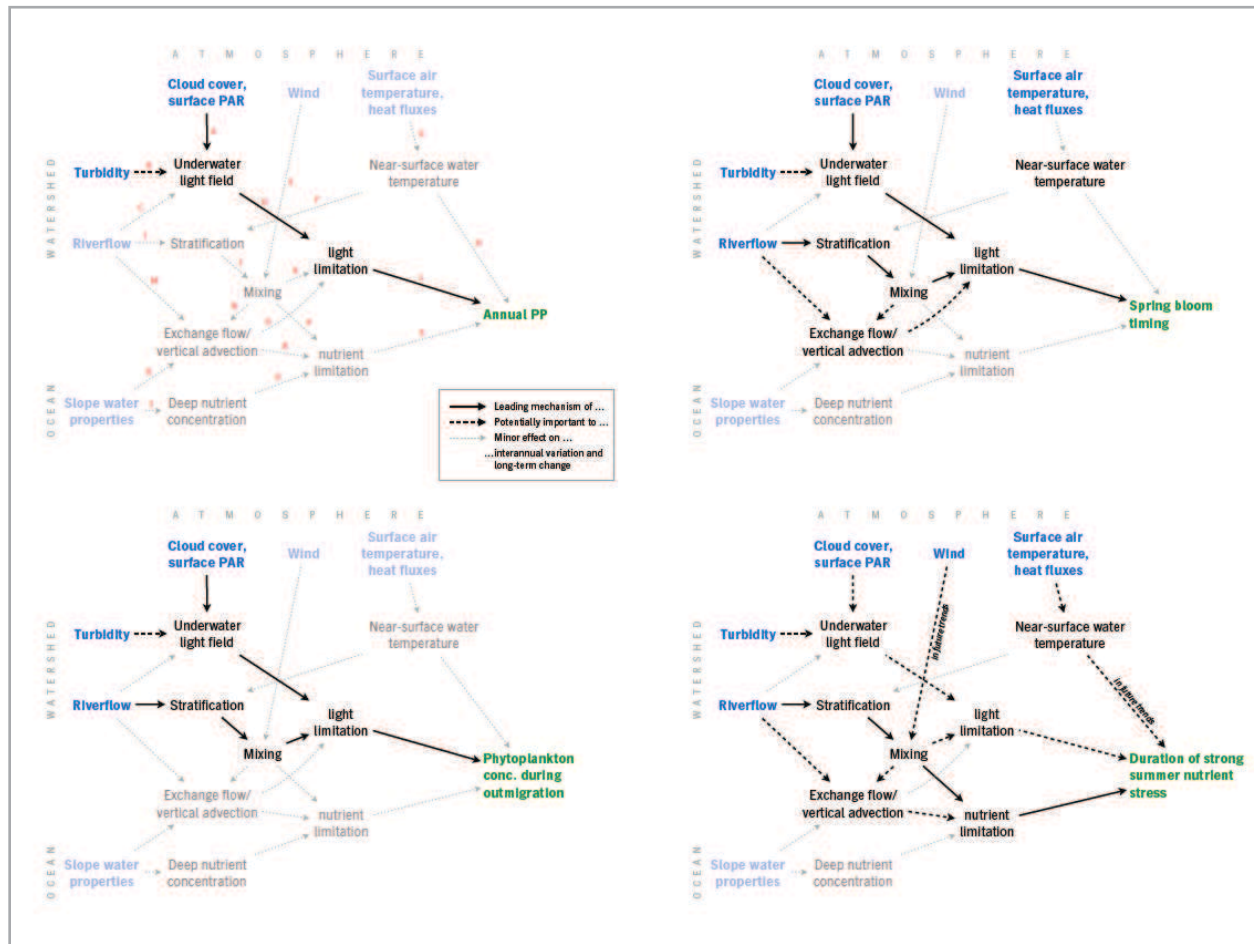 A T M O S P H E R E
Cloud cover,
surface PAR
Wind
Surface air
temperature,
heat fluxes
WATERSHED
Turbidity
Underwater
light field
Near-surface water
temperature
Riverflow
Stratification
light
limitation
Mixing
Annual PP
Exchange flow/
vertical advection
nutrient
limitation
OCEAN
Slope water
properties
Deep nutrient
concentration
Leading mechanism of ...
Potentially important to ...
Minor effect on ...
...interannual variation and
long-term change
A T M O S P H E R E
Cloud cover,
surface PAR
Wind
Surface air
temperature,
heat fluxes
WATERSHED
Turbidity
Underwater
light field
Near-surface water
temperature
Riverflow
Stratification
light
limitation
Mixing
Spring bloom
timing
Exchange flow/
vertical advection
nutrient
limitation
OCEAN
Slope water
properties
Deep nutrient
concentration
A T M O S P H E R E
Cloud cover,
surface PAR
Wind
Surface air
temperature,
heat fluxes
WATERSHED
Turbidity
Underwater
light field
Near-surface water
temperature
Riverflow
Stratification
light
limitation
Mixing
Phytoplankton
conc. during
outmigration
Exchange flow/
vertical advection
nutrient
limitation
OCEAN
Slope water
properties
Deep nutrient
concentration
A T M O S P H E R E
Cloud cover,
surface PAR
Wind
Surface air
temperature,
heat fluxes
WATERSHED
Turbidity
Underwater
light field
in future trends
Near-surface water
temperature
Riverflow
Stratification
in future trends
light
limitation
Mixing
Duration of strong
summer nutrient
stress
Exchange flow/
vertical advection
nutrient
limitation
OCEAN
Slope water
properties
Deep nutrient
concentration